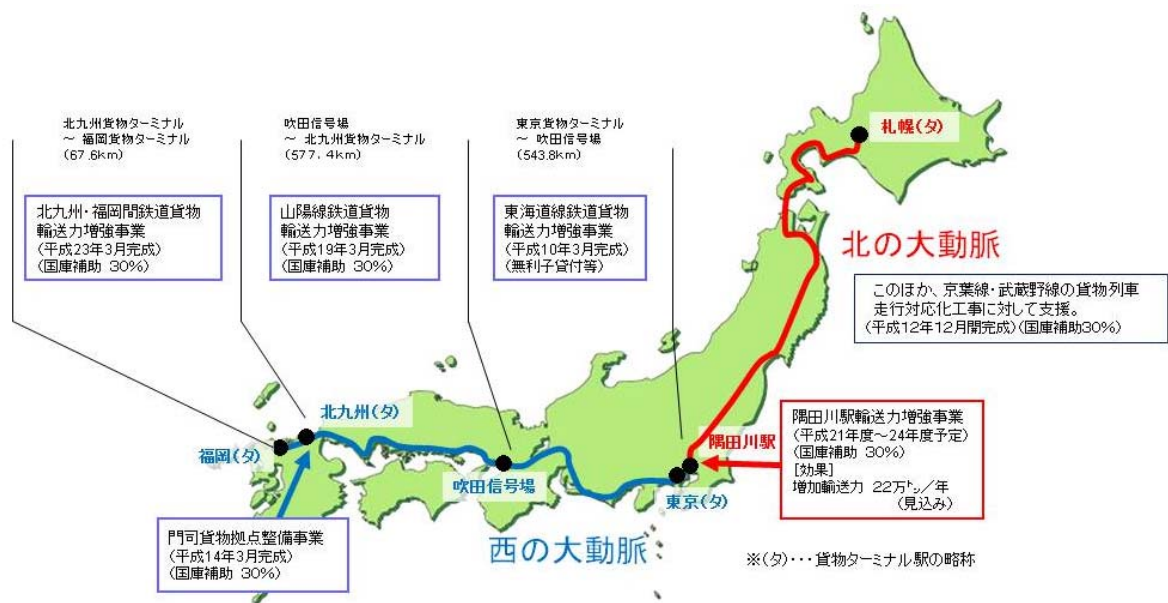 北九州貨物ターミナル
～ 福岡貨物ターミナル
(67.6km)
吹田信号場
～ 北九州貨物ターミナル
(577.4km)
東京貨物ターミナル
～ 吹田信号場
(543.8km)
北九州・福岡間鉄道貨物
輸送力増強事業
(平成23年3月完成)
(国庫補助 30%)
山陽線鉄道貨物
輸送力増強事業
(平成19年3月完成)
(国庫補助 30%)
東海道線鉄道貨物
輸送力増強事業
(平成10年3月完成)
(無利子貸付等)
札幌(タ)
北の大動脈
このほか、京葉線・武蔵野線の貨物列車
走行対応化工事に対して支援。
(平成12年12月開完成)(国庫補助30%)
北九州(タ)
福岡(タ)
吹田信号場
隅田川駅
東京(タ)
隅田川駅輸送力増強事業
(平成21年度～24年度予定)
(国庫補助 30%)
[効果]
増加輸送力 22万㌧／年
(見込み)
門司貨物拠点整備事業
(平成14年3月完成)
(国庫補助 30%)
西の大動脈
※(タ)・・・貨物ターミナル駅の略称